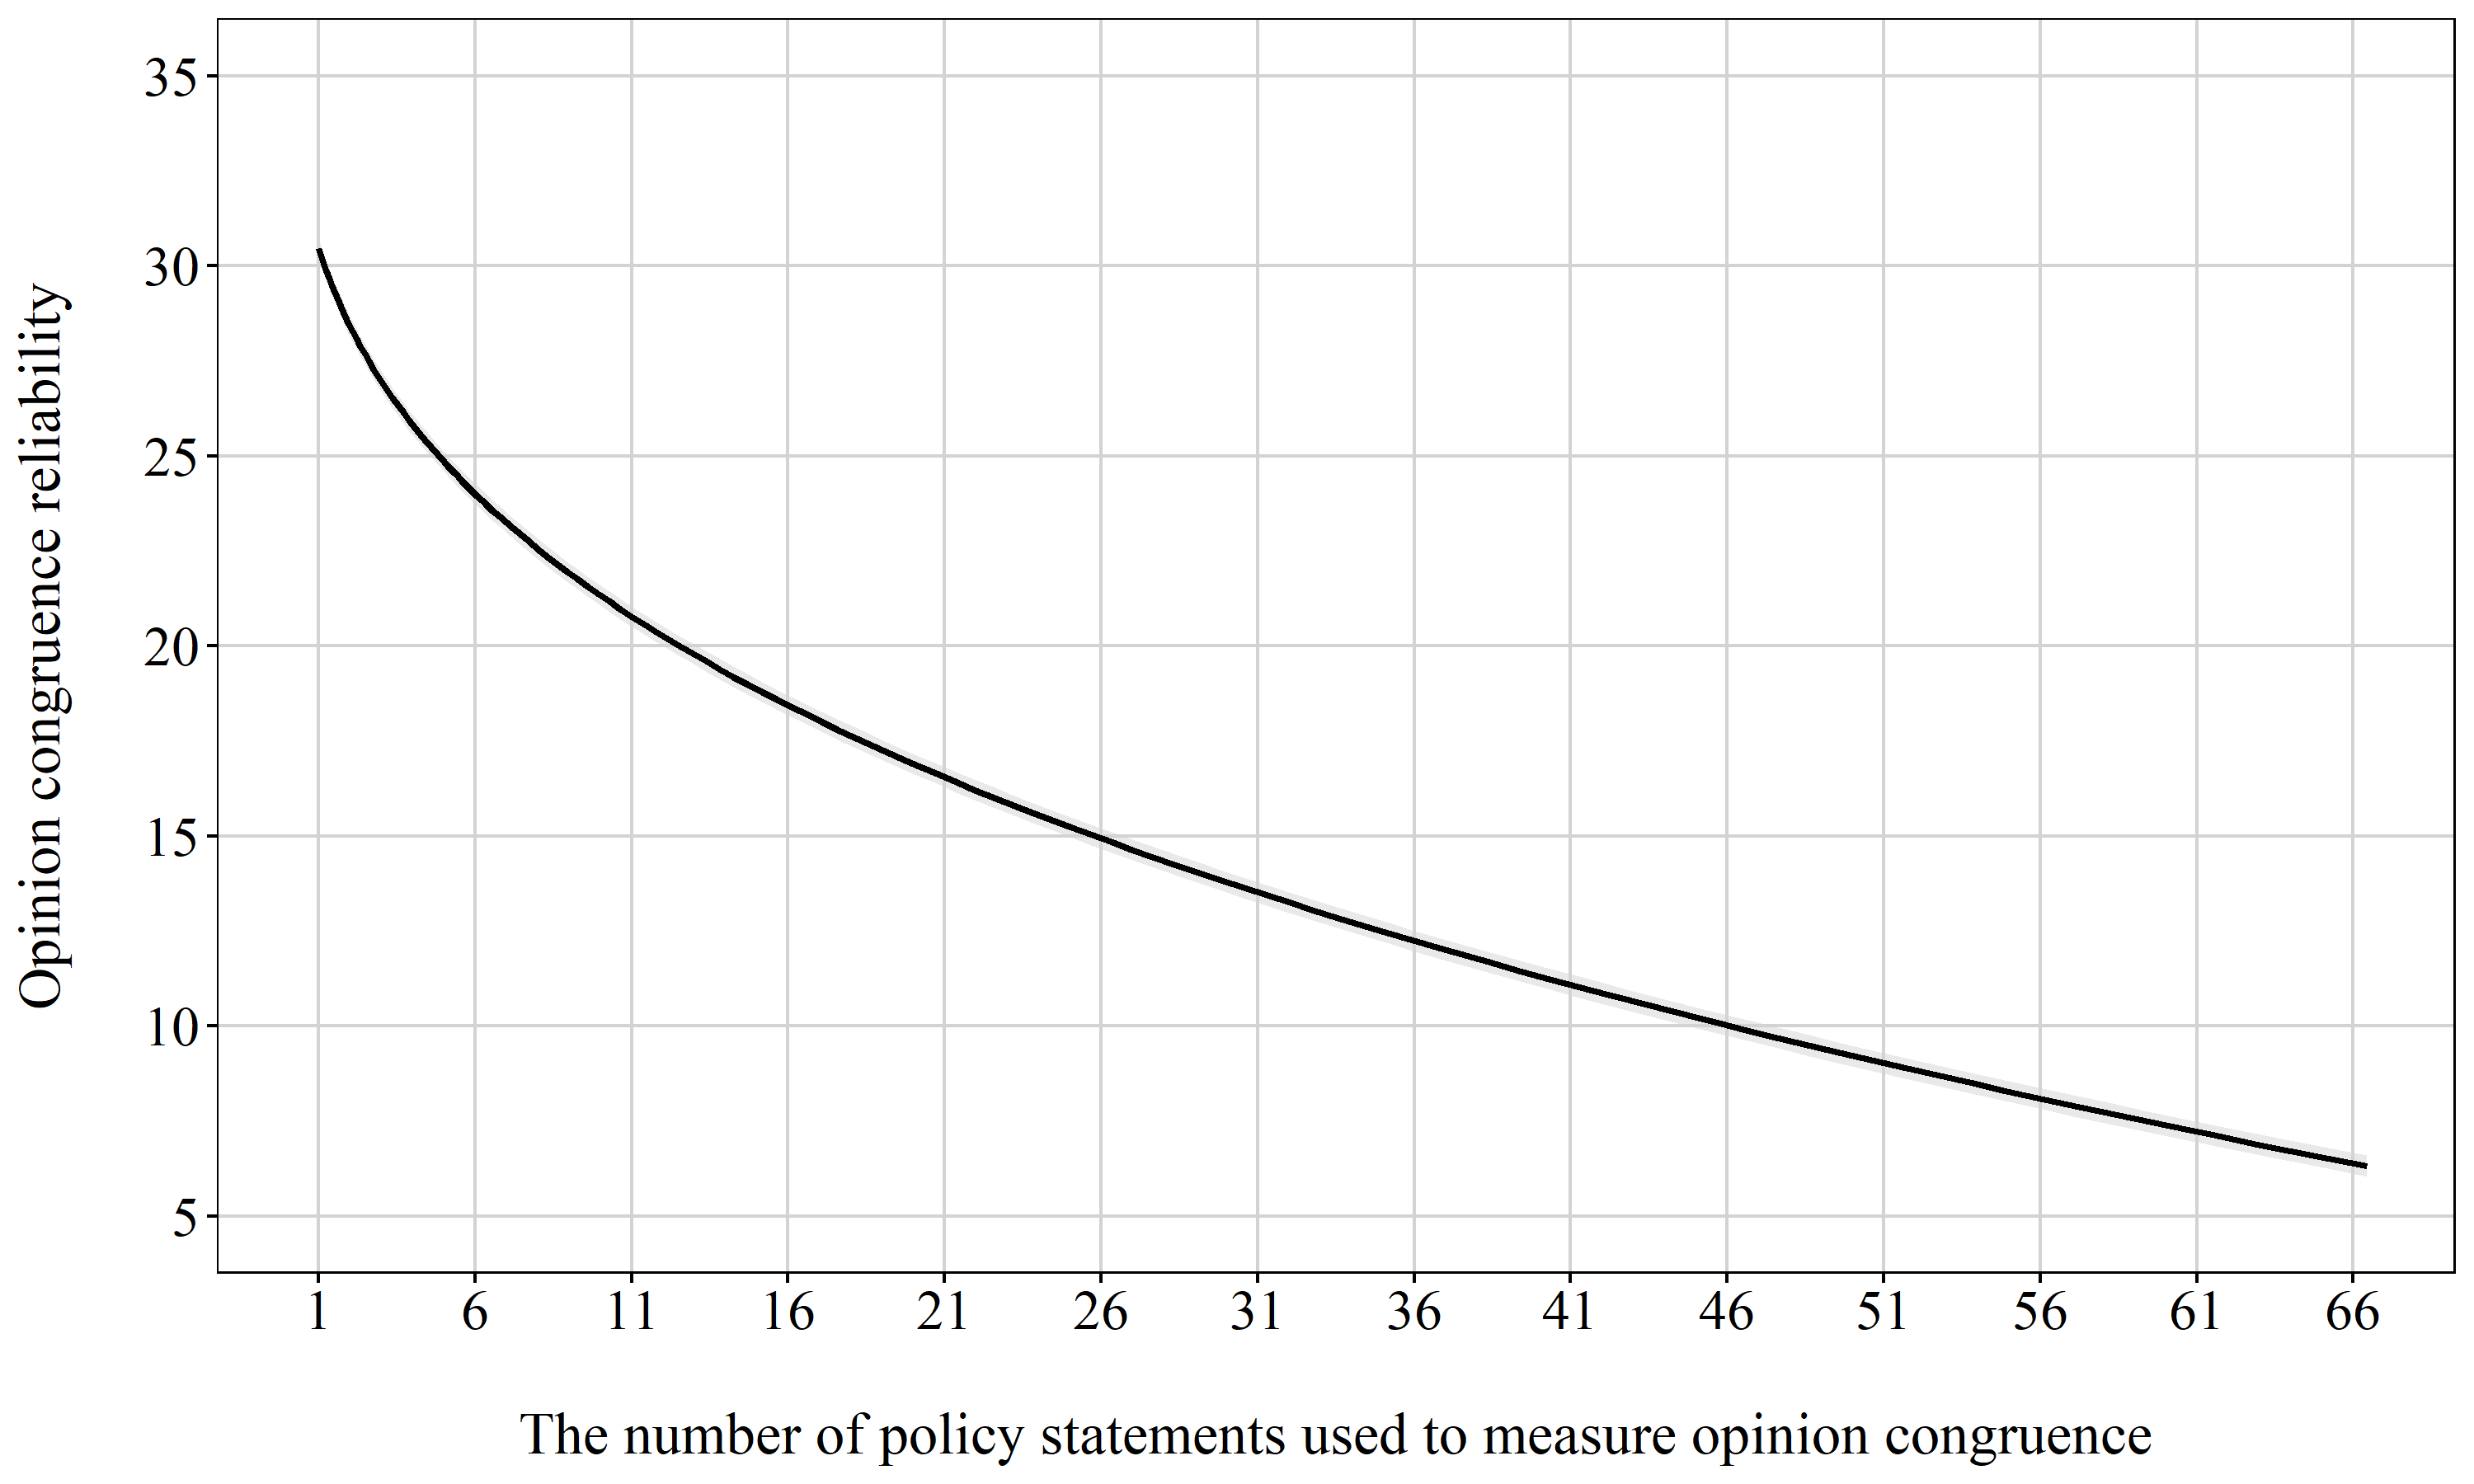 Opinion congruence reliability
35
30
25
20
15
10
5
1 6 11 16 21 26 31 36 41 46 51 56 61 66
The number of policy statements used to measure opinion congruence